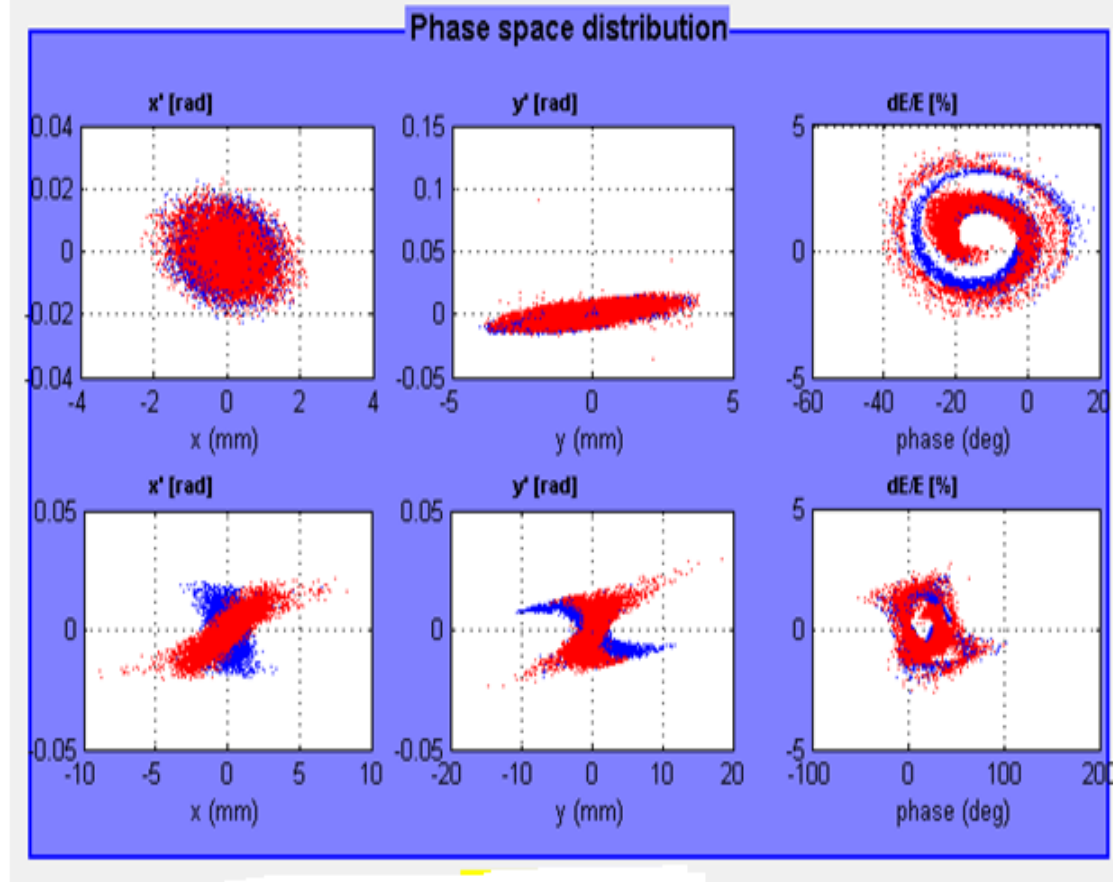 Phase space distribution
x' [rad] y' [rad] dE/E [%]
0.04 0.15 5
0.02 0.1
0 0.05 0
0.02 0
0.04 -0.05 -5
-4 -2 0 2 4 -5 0 5 -60 -40 -20 0 20
x (mm) y (mm) phase (deg)
x' [rad] y' [rad] dE/E [%]
0.05 0.05 5
0 0 0
-0.05 -0.05 -5
-10 -5 0 5 10 -20 -10 0 10 20 -100 0 100 200
x (mm) y (mm) phase (deg)